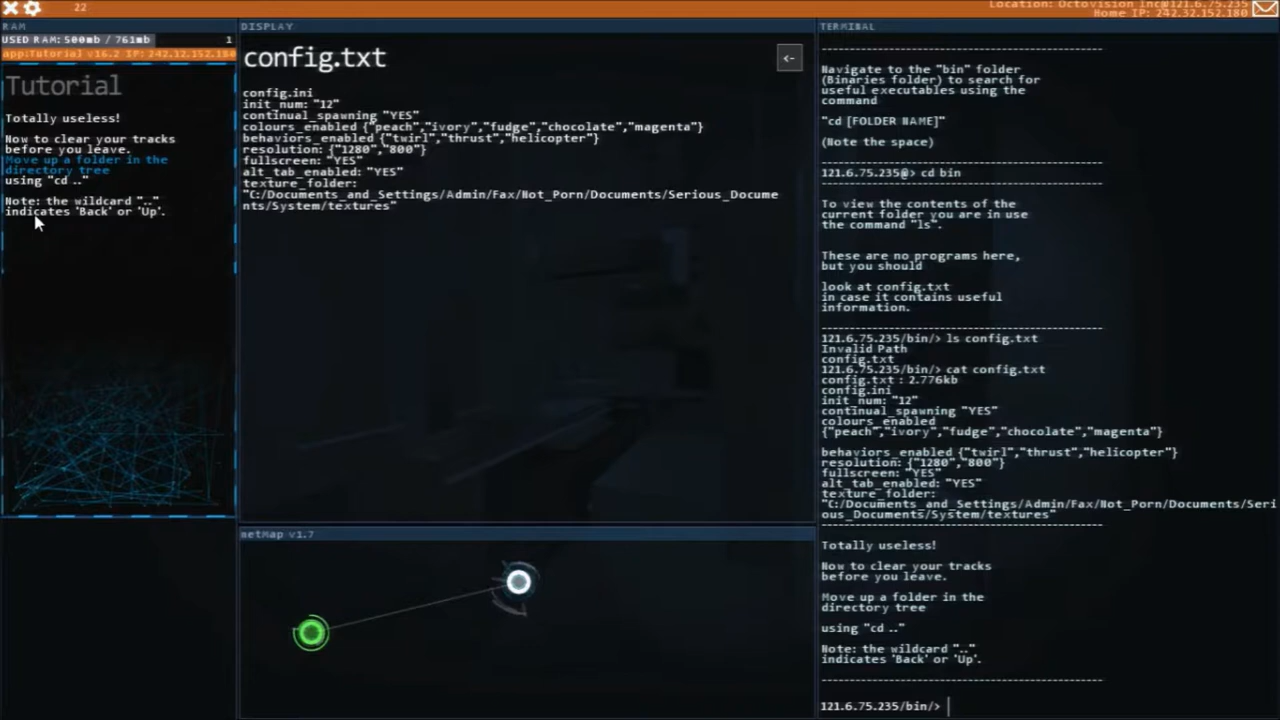 22
Location: Octovision Inc@121.6.75.235
Home IP: 242.32.152.180
RAM
USED RAM: 500mb / 761mb
1
app:Tutorial v16.2 IP: 242.32.152.180
Tutorial
Totally useless!
Now to clear your tracks
before you leave.
Move up a folder in the
directory tree
using "cd .."
Note: the wildcard ".."
indicates 'Back' or 'Up'.
DISPLAY
config.txt
<-
config.ini
init_num: "12"
continual_spawning "YES"
colours_enabled {"peach","ivory","fudge","chocolate","magenta"}
behaviors_enabled {"twirl","thrust","helicopter"}
resolution: {"1280","800"}
fullscreen: "YES"
alt_tab_enabled: "YES"
texture_folder:
"C:/Documents_and_Settings/Admin/Fax/Not_Porn/Documents/Serious_Docume
nts/System/textures"
netMap v1.7
TERMINAL
Navigate to the "bin" folder
(Binaries folder) to search for
useful executables using the
command
"cd [FOLDER NAME]"
(Note the space)
121.6.75.235@> cd bin
To view the contents of the
current folder you are in use
the command "ls".
These are no programs here,
but you should
look at config.txt
in case it contains useful
information.
121.6.75.235/bin/> ls config.txt
Invalid Path
config.txt
121.6.75.235/bin/> cat config.txt
config.txt : 2.776kb
config.ini
init_num: "12"
continual_spawning "YES"
colours_enabled
{"peach","ivory","fudge","chocolate","magenta"}
behaviors_enabled {"twirl","thrust","helicopter"}
resolution: {"1280","800"}
fullscreen: "YES"
alt_tab_enabled: "YES"
texture_folder:
"C:/Documents_and_Settings/Admin/Fax/Not_Porn/Documents/Seri
ous_Documents/System/textures"
Totally useless!
Now to clear your tracks
before you leave.
Move up a folder in the
directory tree
using "cd .."
Note: the wildcard ".."
indicates 'Back' or 'Up'.
121.6.75.235/bin/>